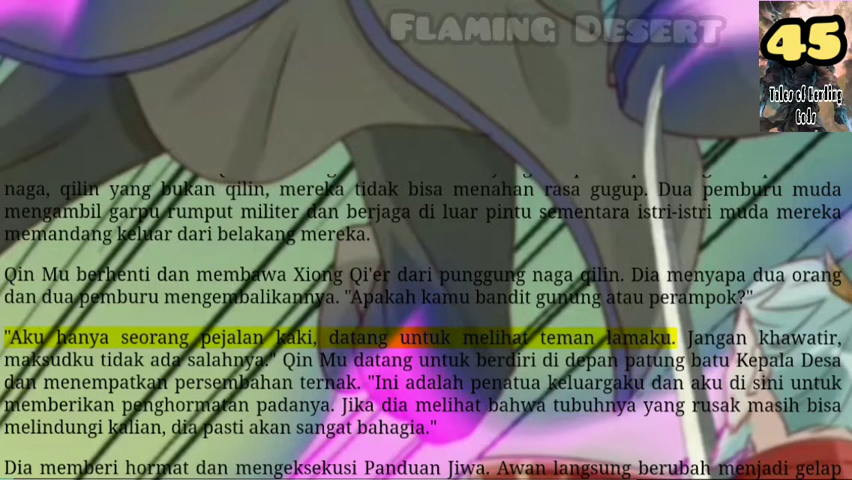 FLAMING DESERT
45
Tales of Herding
Gods
naga, qilin yang bukan qilin, mereka tidak bisa menahan rasa gugup. Dua pemburu muda
mengambil garpu rumput militer dan berjaga di luar pintu sementara istri-istri muda mereka
memandang keluar dari belakang mereka.
Qin Mu berhenti dan membawa Xiong Qi'er dari punggung naga qilin. Dia menyapa dua orang
dan dua pemburu mengembalikannya. "Apakah kamu bandit gunung atau perampok?"
"Aku hanya seorang pejalan kaki, datang untuk melihat teman lamaku. Jangan khawatir,
maksudku tidak ada salahnya." Qin Mu datang untuk berdiri di depan patung batu Kepala Desa
dan menempatkan persembahan ternak. "Ini adalah penatua keluargaku dan aku di sini untuk
memberikan penghormatan padanya. Jika dia melihat bahwa tubuhnya yang rusak masih bisa
melindungi kalian, dia pasti akan sangat bahagia."
Dia memberi hormat dan mengeksekusi Panduan Jiwa. Awan langsung berubah menjadi gelap